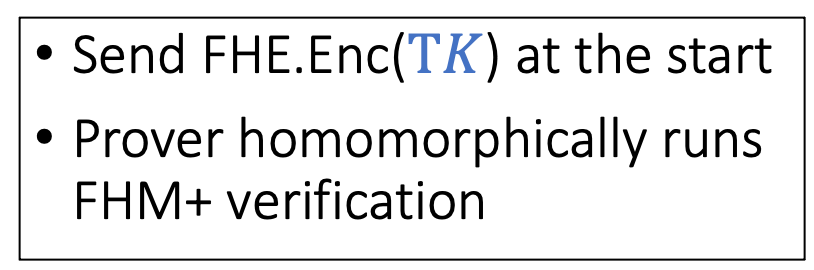 • Send FHE.Enc(TK) at the start
• Prover homomorphically runs
FHM+ verification